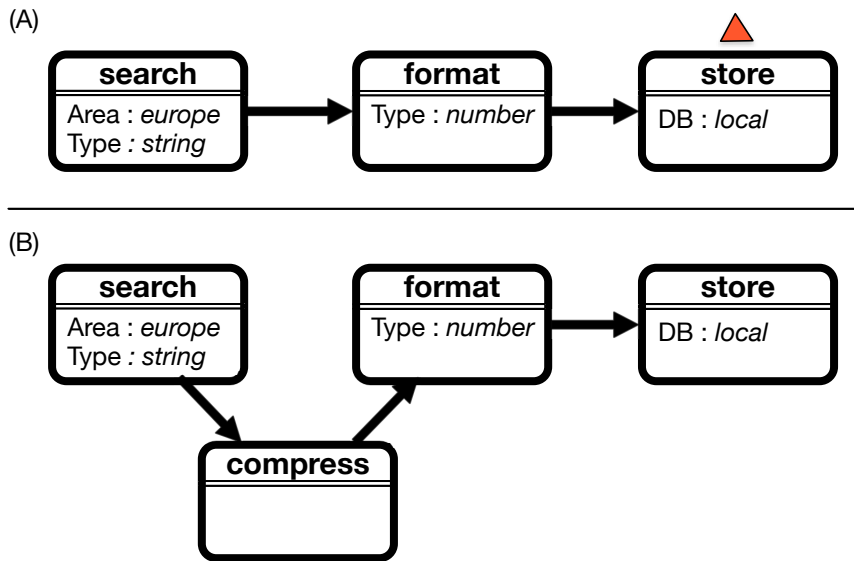 (A)
search
Area : europe
Type : string
format
Type : number
store
DB : local
(B)
search
Area : europe
Type : string
format
Type : number
store
DB : local
compress